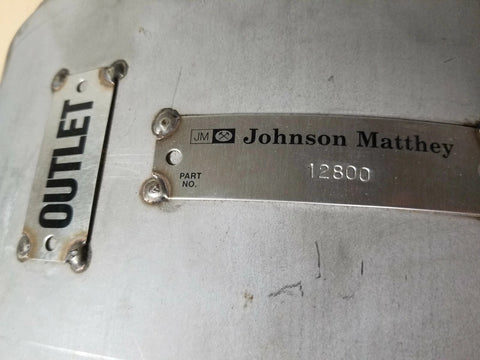 OUTLET
JM Johnson Matthey
PART
NO.
12800